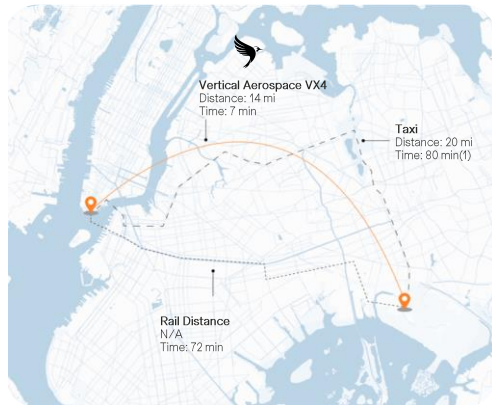 Vertical Aerospace VX4
Distance: 14 mi
Time: 7 min
Taxi
Distance: 20 mi
Time: 80 min(1)
Rail Distance
N/A
Time: 72 min